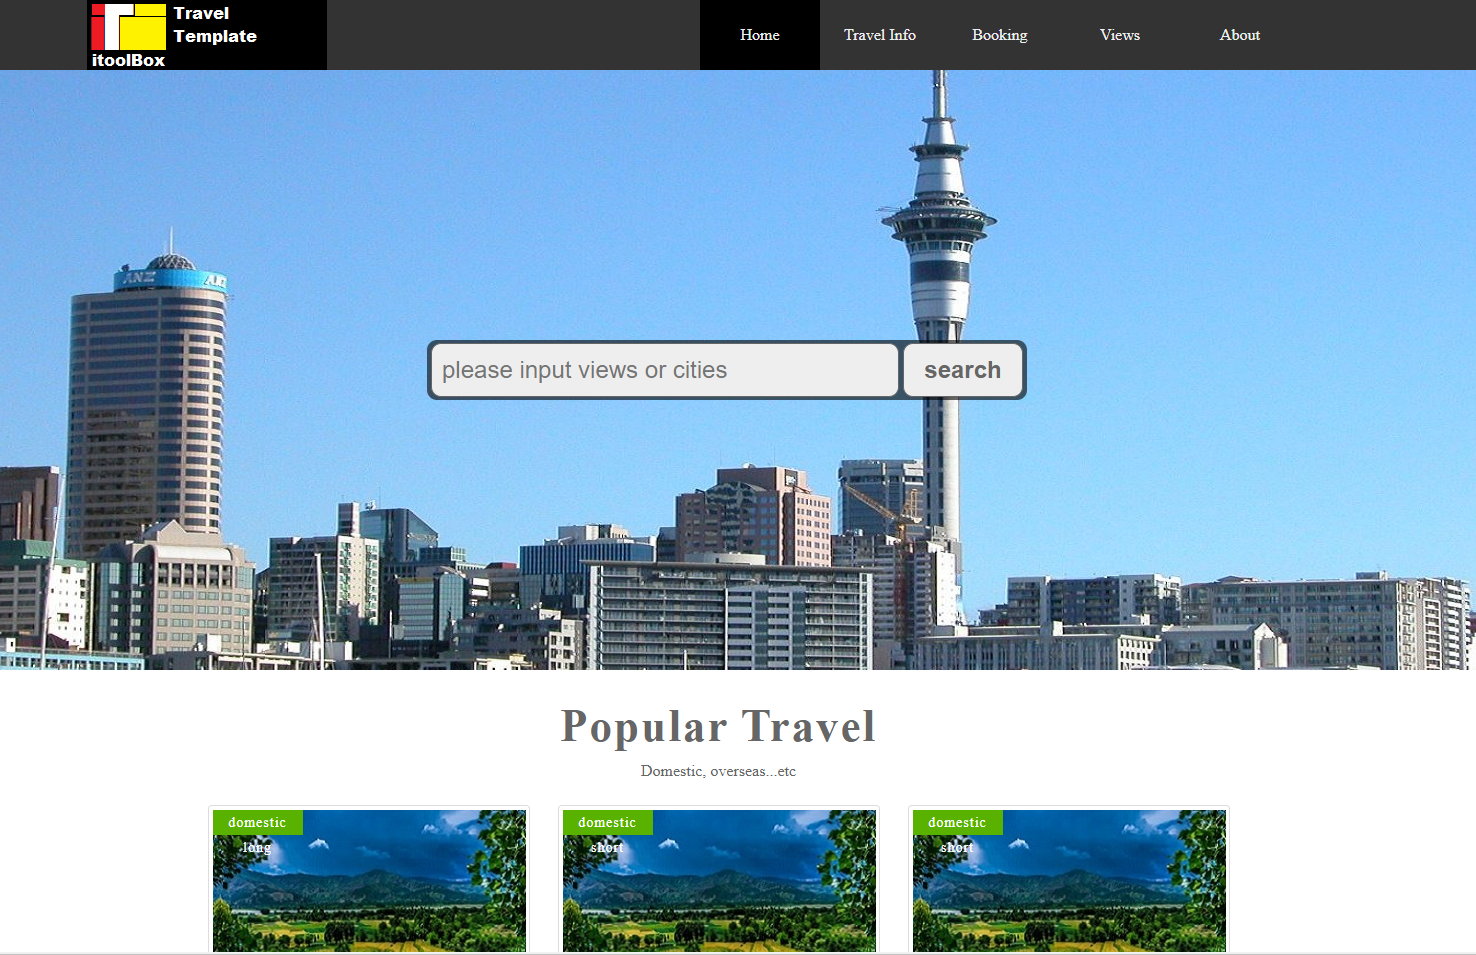 Travel
Template
itoolBox
Home Travel Info Booking Views About
ANZ
please input views or cities search
Popular Travel
Domestic, overseas...etc
domestic domestic domestic
long short short